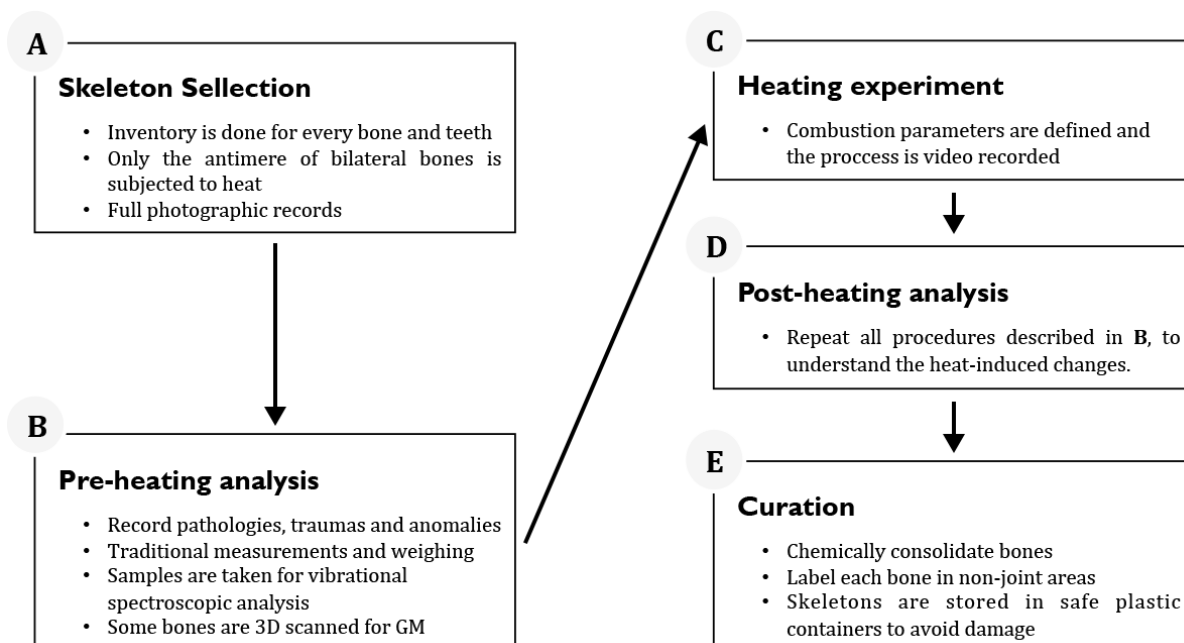 A
Skeleton Sellection
• Inventory is done for every bone and teeth
• Only the antimere of bilateral bones is
subjected to heat
• Full photographic records
B
Pre-heating analysis
• Record pathologies, traumas and anomalies
• Traditional measurements and weighing
• Samples are taken for vibrational
spectroscopic analysis
• Some bones are 3D scanned for GM
C
Heating experiment
• Combustion parameters are defined and
the proccess is video recorded
D
Post-heating analysis
• Repeat all procedures described in B, to
understand the heat-induced changes.
E
Curation
• Chemically consolidate bones
• Label each bone in non-joint areas
• Skeletons are stored in safe plastic
containers to avoid damage